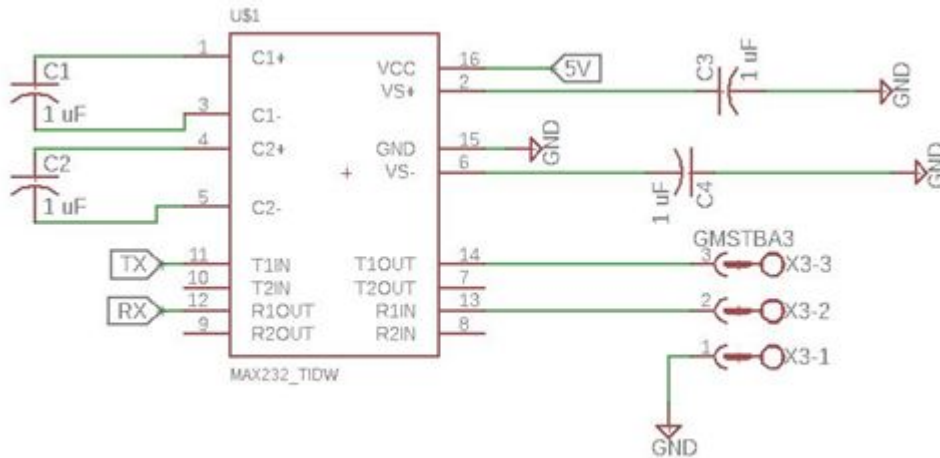 U$1
1 C1+
C1
1 uF
3 C1-
4 C2+
C2
1 uF
5 C2-
TX 11 T1IN
10 T2IN
RX 12 R1OUT
9 R2OUT
MAX232_TIDW
VCC 16 5V
VS+ 2
C3
1 uF
GND
GND 15 GND
VS- 6
1 uF
C4
GND
GMSTBA3
T1OUT 14 3 X3-3
T2OUT 7
R1IN 13 2 X3-2
R2IN 8
1 X3-1
GND